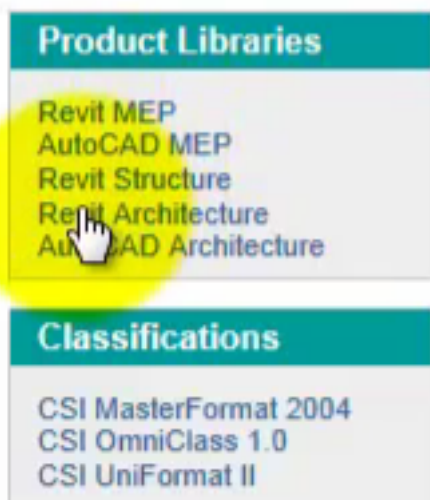 Product Libraries
Revit MEP
AutoCAD MEP
Revit Structure
Revit Architecture
AutoCAD Architecture
Classifications
CSI MasterFormat 2004
CSI OmniClass 1.0
CSI UniFormat II